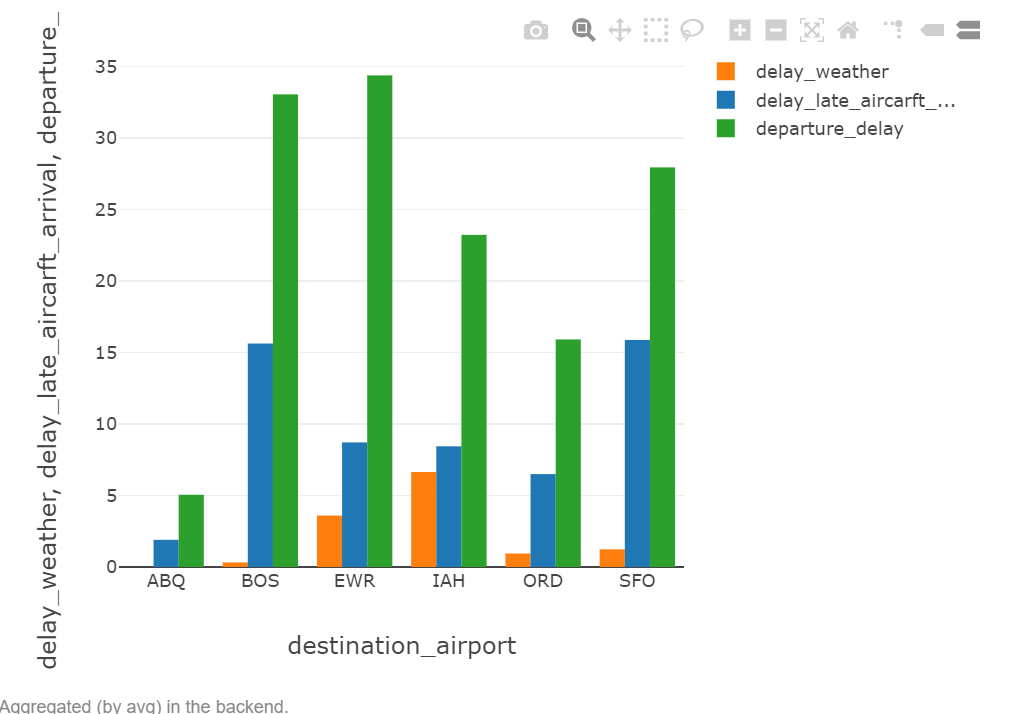 delay_weather, delay_late_aircarft_arrival, departure_
35
30
25
20
15
10
5
0
ABQ BOS EWR IAH ORD SFO
destination_airport
delay_weather
delay_late_aircarft_...
departure_delay
Aggregated (by avg) in the backend.